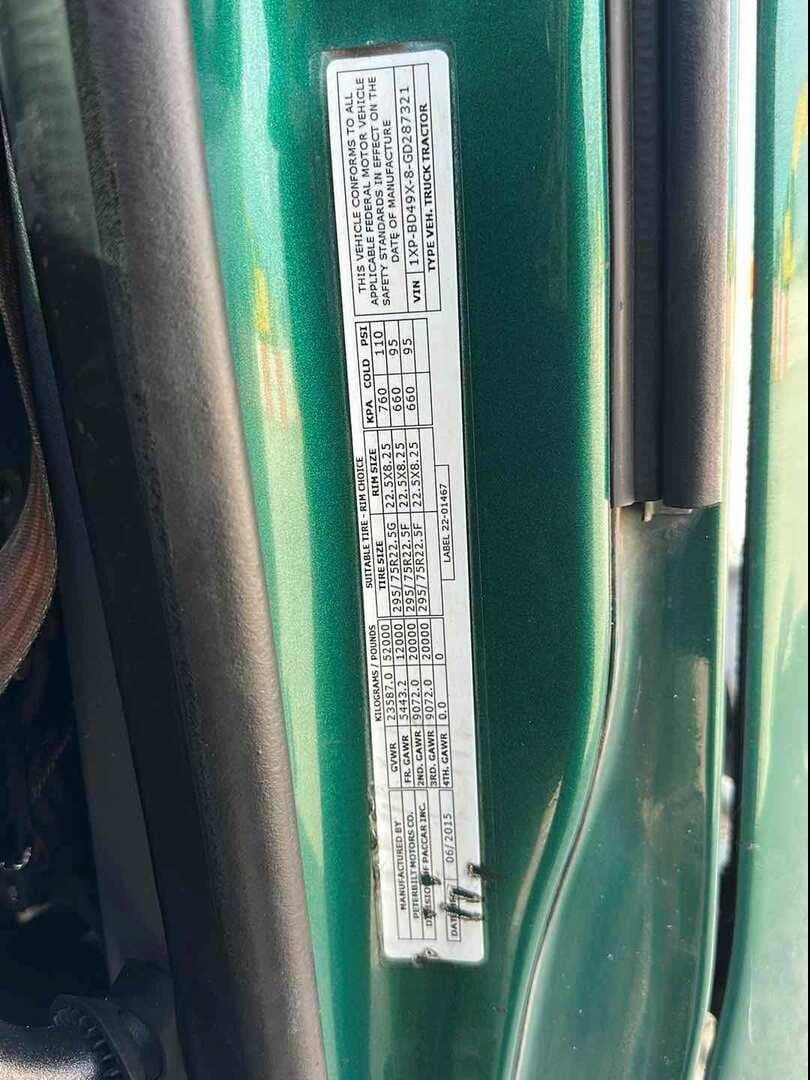 MANUFACTURED BY
PETERBILT MOTORS CO.
DIVISION OF PACCAR INC.
DATE 06/2015
KILOGRAMS / POUNDS
GVWR 23587.0 52000
FR. GAWR 5443.2 12000
2ND. GAWR 9072.0 20000
3RD. GAWR 9072.0 20000
4TH. GAWR 0.0 0
SUITABLE TIRE - RIM CHOICE
TIRE SIZE RIM SIZE KPA COLD PSI
295/75R22.5G 22.5X8.25 760 110
295/75R22.5F 22.5X8.25 660 95
295/75R22.5F 22.5X8.25 660 95
LABEL 22-01467
THIS VEHICLE CONFORMS TO ALL
APPLICABLE FEDERAL MOTOR VEHICLE
SAFETY STANDARDS IN EFFECT ON THE
DATE OF MANUFACTURE
VIN 1XP-BD49X-8-GD287321
TYPE VEH. TRUCK TRACTOR